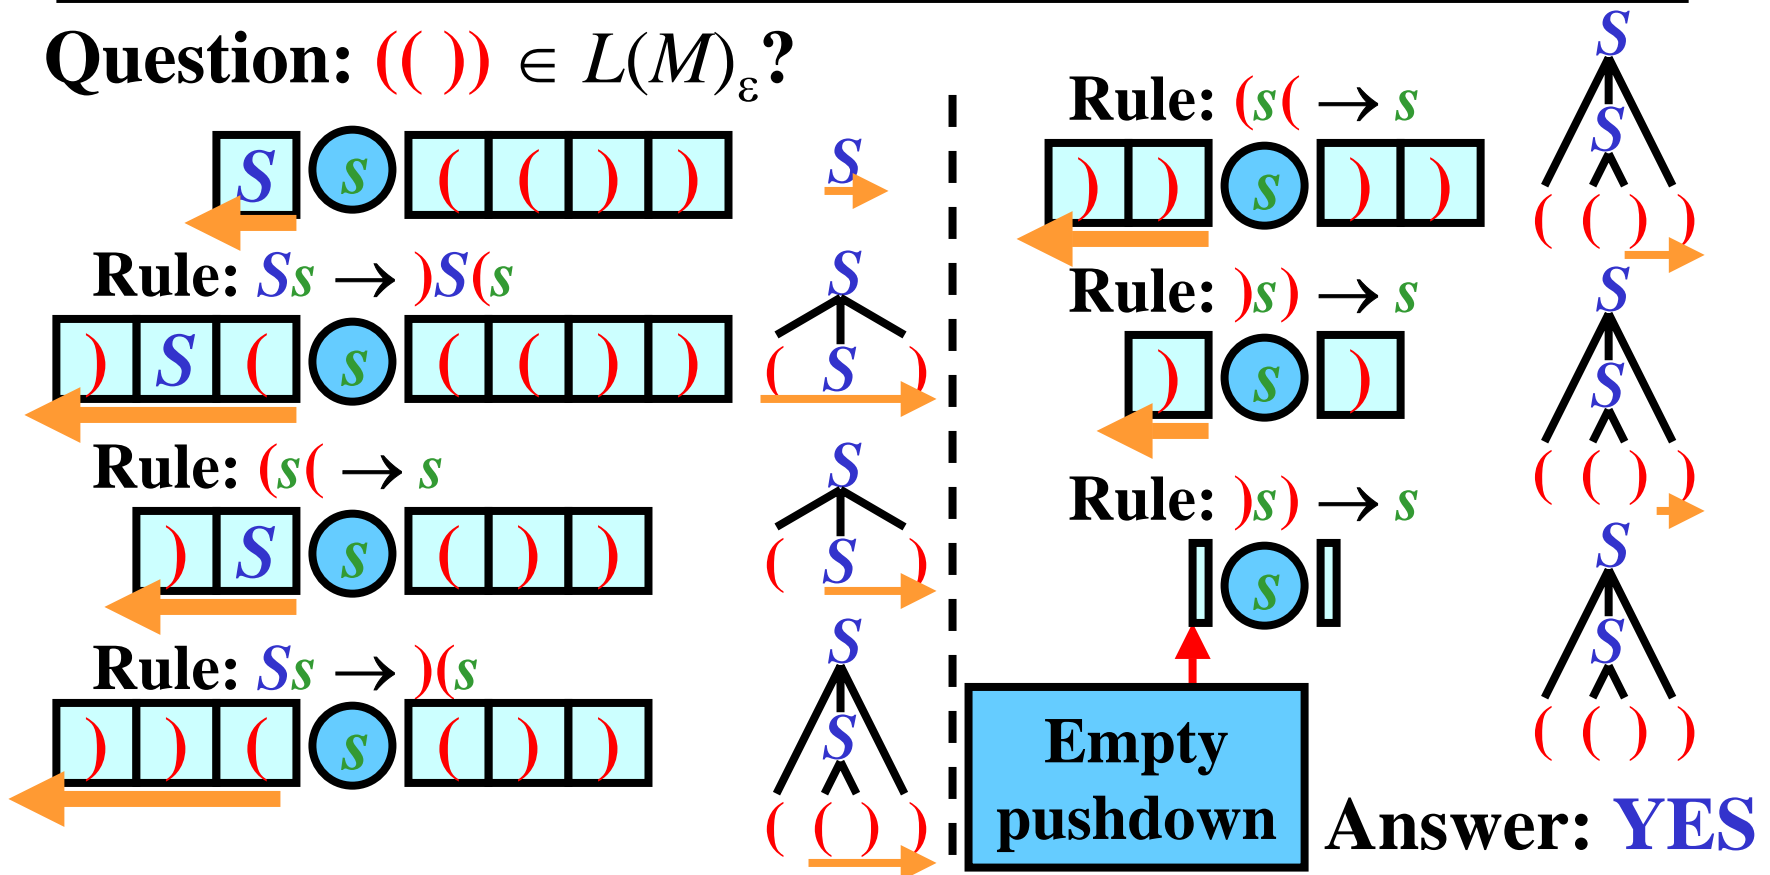 Question: (( )) ∈ L(M)ε?
S s ( ( ) )
S
Rule: Ss → )S(s
) S ( s ( ( ) )
S
( S )
Rule: (s( → s
) S s ( ) )
S
( S )
Rule: Ss → )(s
) ) ( s ( ) )
S
S
( ( ) )
Rule: (s( → s
) ) s ) )
S
S
( ( ) )
Rule: )s) → s
) s )
S
S
( ( ) )
Rule: )s) → s
s
S
S
( ( ) )
Empty
pushdown
Answer: YES